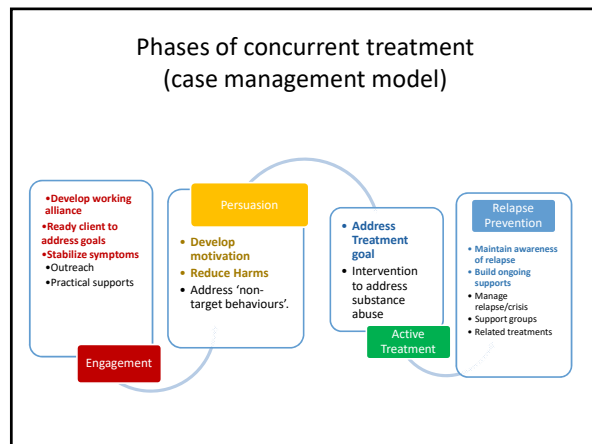 Phases of concurrent treatment
(case management model)
•Develop working
alliance
•Ready client to
address goals
•Stabilize symptoms
•Outreach
•Practical supports
Engagement
Persuasion
• Develop
motivation
• Reduce Harms
• Address ‘non-
target behaviours’.
• Address
Treatment
goal
• Intervention
to address
substance
abuse
Active
Treatment
Relapse
Prevention
• Maintain awareness
of relapse
• Build ongoing
supports
• Manage
relapse/crisis
• Support groups
• Related treatments